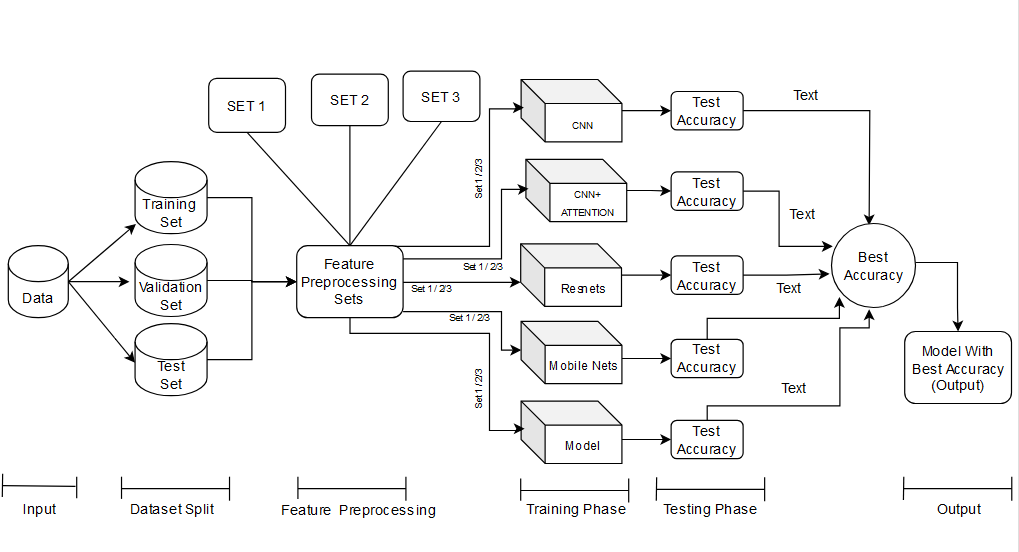 SET 1
SET 2
SET 3
Data
Training
Set
Validation
Set
Test
Set
Feature
Preprocessing
Sets
Set 1 / 2/3
Set 1 / 2/3
Set 1 / 2/3
Set 1 / 2/3
Set 1 / 2/3
CNN
CNN+
ATTENTION
Resnets
Mobile Nets
Model
Test
Accuracy
Test
Accuracy
Test
Accuracy
Test
Accuracy
Test
Accuracy
Text
Text
Text
Text
Best
Accuracy
Model With
Best Accuracy
(Output)
Input
Dataset Split
Feature Preprocessing
Training Phase
Testing Phase
Output